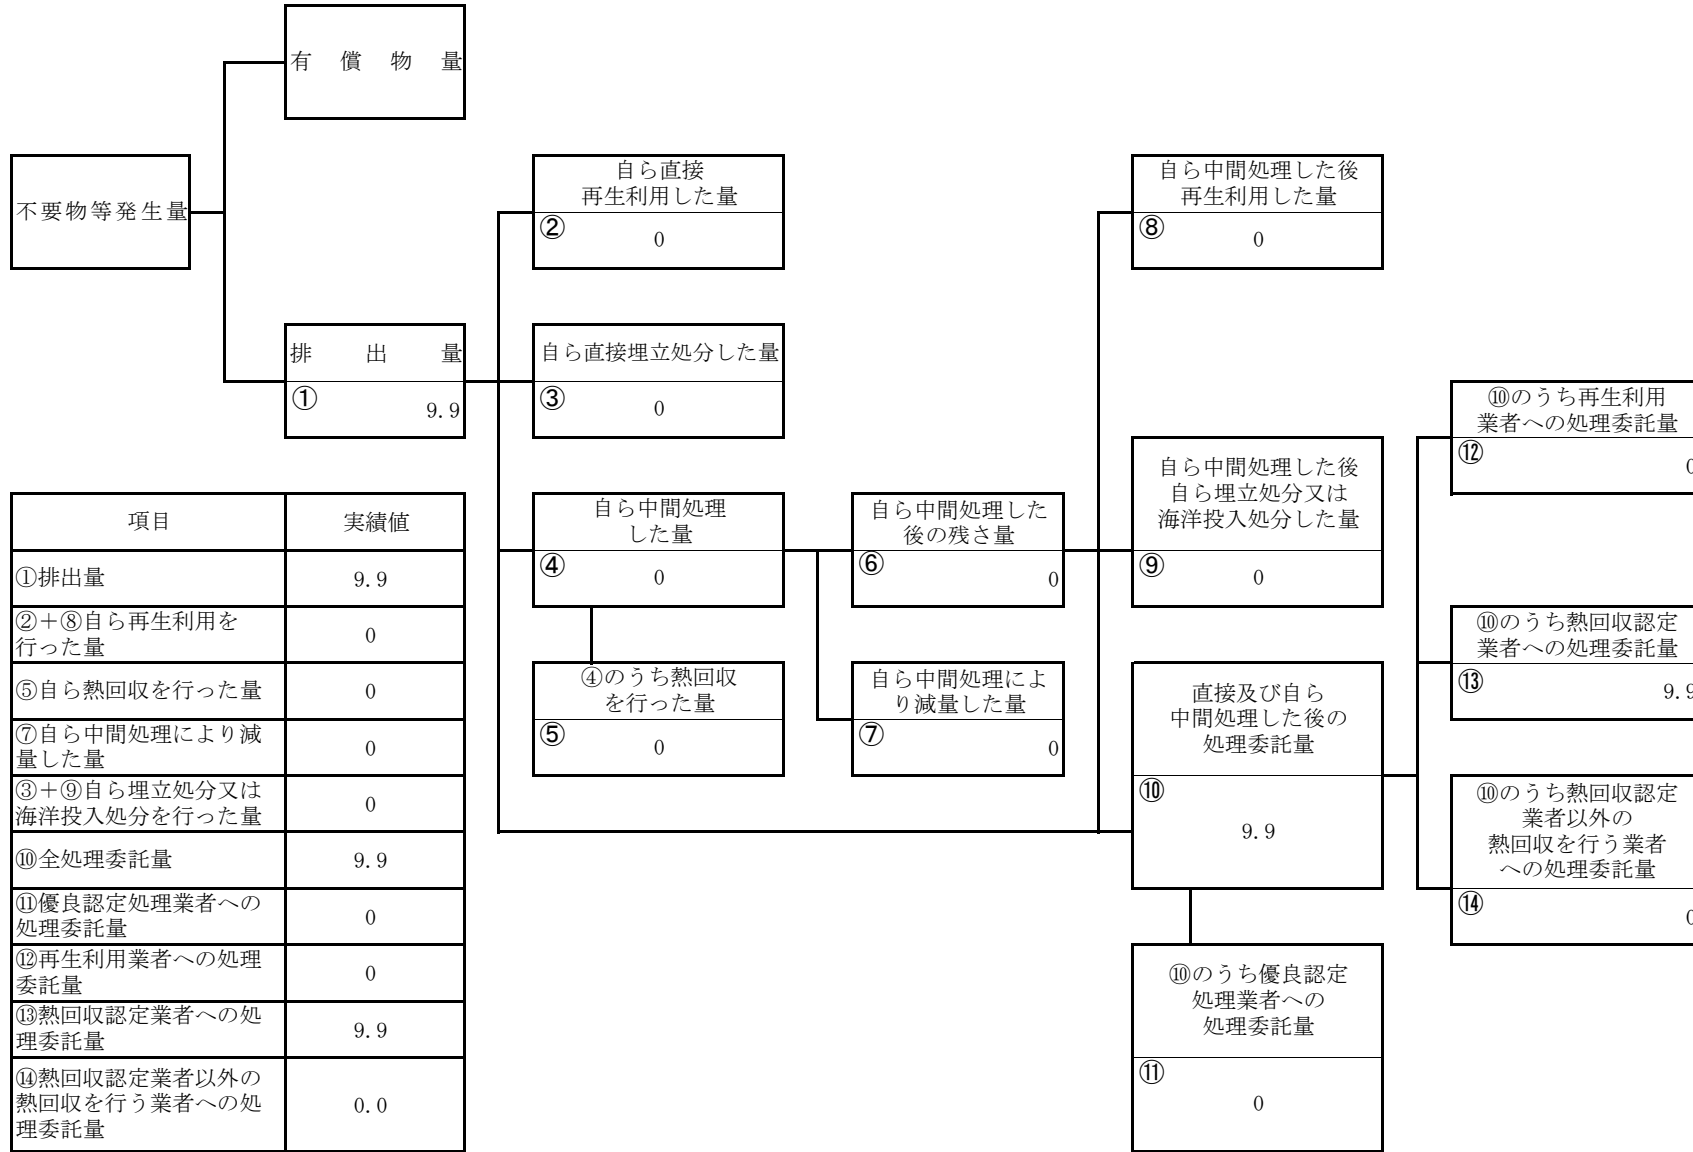 有償物量
不要物等発生量
排出量
①
9.9
自ら直接
再生利用した量
②
0
自ら直接埋立処分した量
③
0
自ら中間処理
した量
④
0
④のうち熱回収
を行った量
⑤
0
自ら中間処理した
後の残さ量
⑥
0
自ら中間処理によ
り減量した量
⑦
0
自ら中間処理した後
再生利用した量
⑧
0
自ら中間処理した後
自ら埋立処分又は
海洋投入処分した量
⑨
0
直接及び自ら
中間処理した後の
処理委託量
⑩
9.9
⑩のうち優良認定
処理業者への
処理委託量
⑪
0
⑩のうち再生利用
業者への処理委託量
⑫
0
⑩のうち熱回収認定
業者への処理委託量
⑬
9.9
⑩のうち熱回収認定
業者以外の
熱回収を行う業者
への処理委託量
⑭
0
項目 実績値
①排出量 9.9
②+⑧自ら再生利用を
行った量 0
⑤自ら熱回収を行った量 0
⑦自ら中間処理により減
量した量 0
③+⑨自ら埋立処分又は
海洋投入処分を行った量 0
⑩全処理委託量 9.9
⑪優良認定処理業者への
処理委託量 0
⑫再生利用業者への処理
委託量 0
⑬熱回収認定業者への処
理委託量 9.9
⑭熱回収認定業者以外の
熱回収を行う業者への処
理委託量 0.0